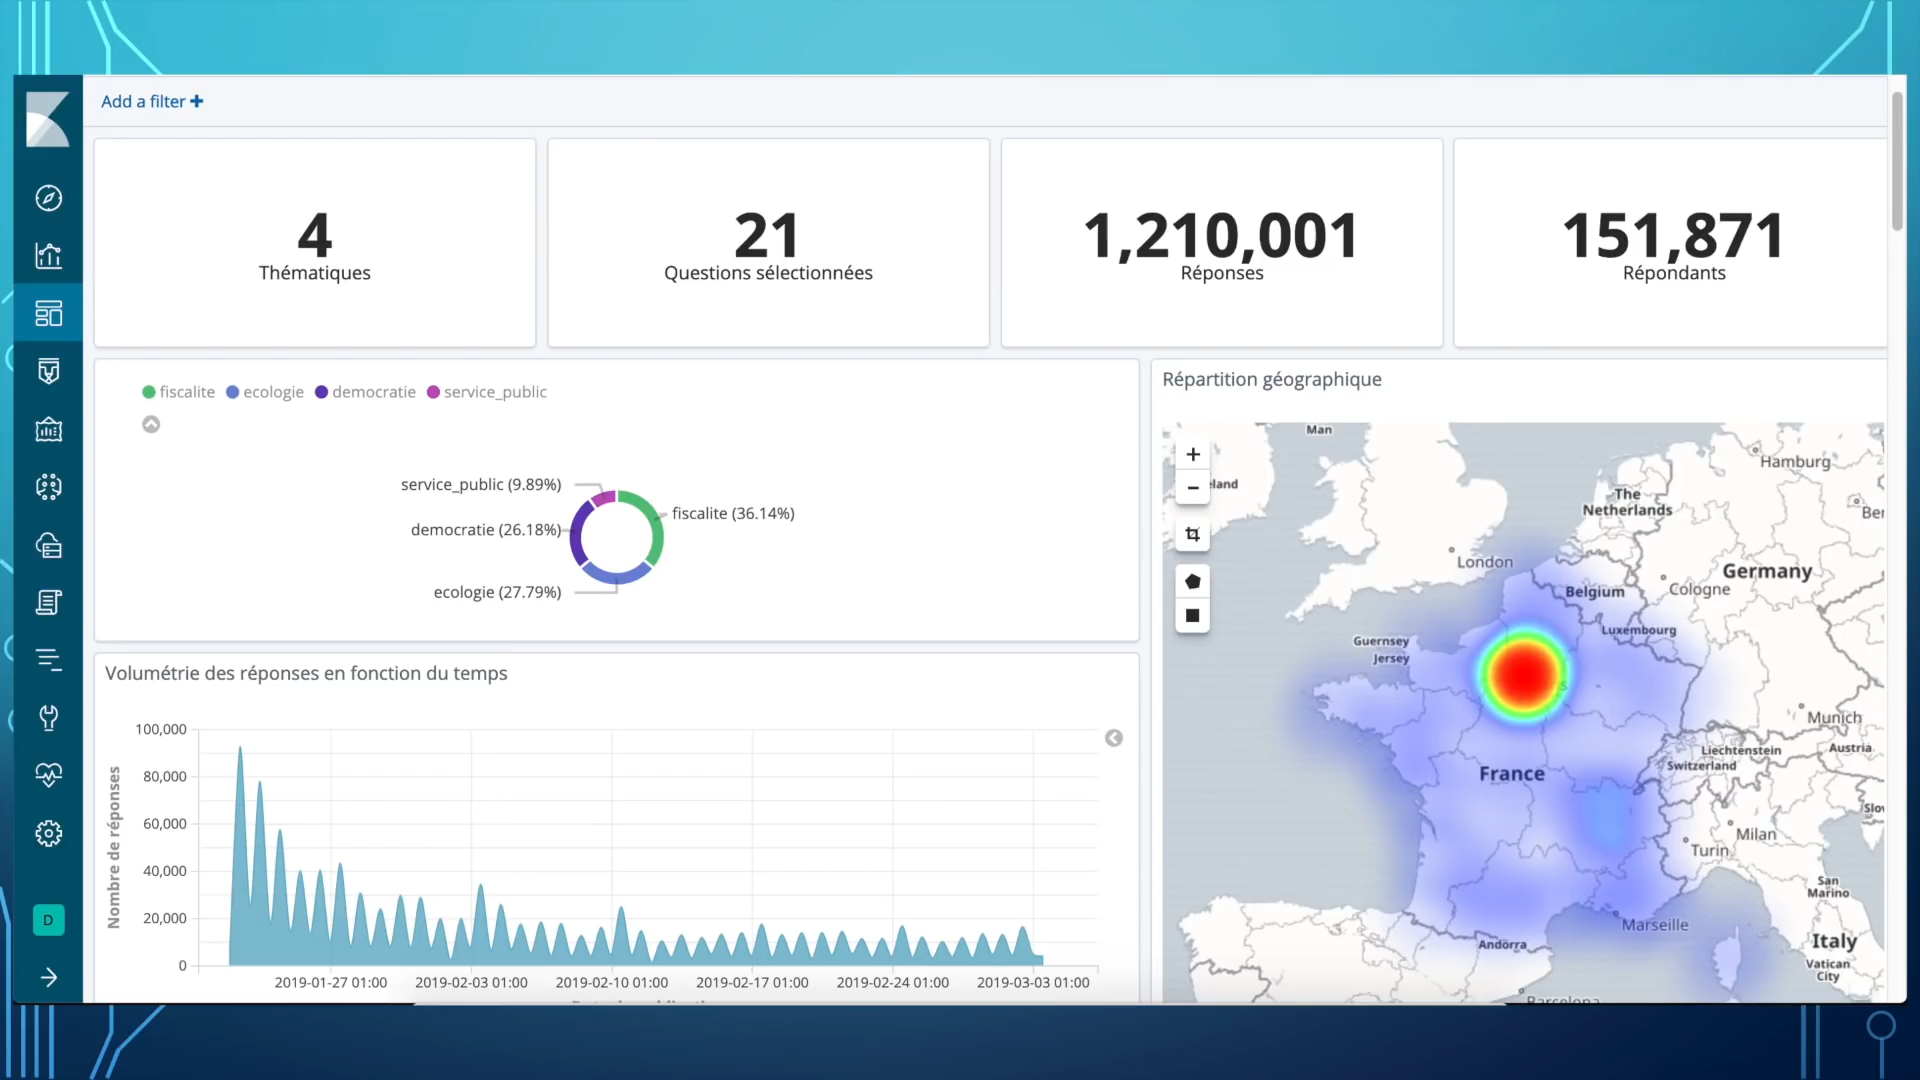 Add a filter +
4
Thématiques
21
Questions sélectionnées
1,210,001
Réponses
151,871
Répondants
fiscalite ecologie democratie service_public
service_public (9.89%)
fiscalite (36.14%)
democratie (26.18%)
ecologie (27.79%)
Volumétrie des réponses en fonction du temps
Nombre de réponses
100,000
80,000
60,000
40,000
20,000
0
2019-01-27 01:00 2019-02-03 01:00 2019-02-10 01:00 2019-02-17 01:00 2019-02-24 01:00 2019-03-03 01:00
Répartition géographique
+
−
Man
Hamburg
The
Netherlands
London
Germany
Belgium
Cologne
Luxembourg
Guernsey
Jersey
Munich
Liechtenstein
Austria
Switzerland
France
Milan
Turin
San
Marino
Marseille
Andorra
Italy
Vatican
City
Barcelona
D